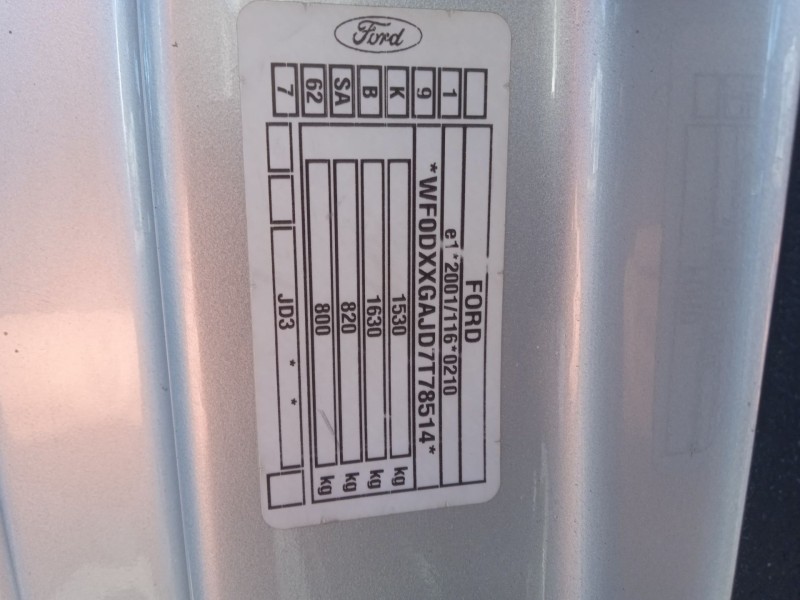 Ford
FORD
e1*2001/116*0210
*WF0DXXGAJD7T78514*
1530 kg
1630 kg
820 kg
800 kg
JD3 * *
1
9
K
B
SA
62
7